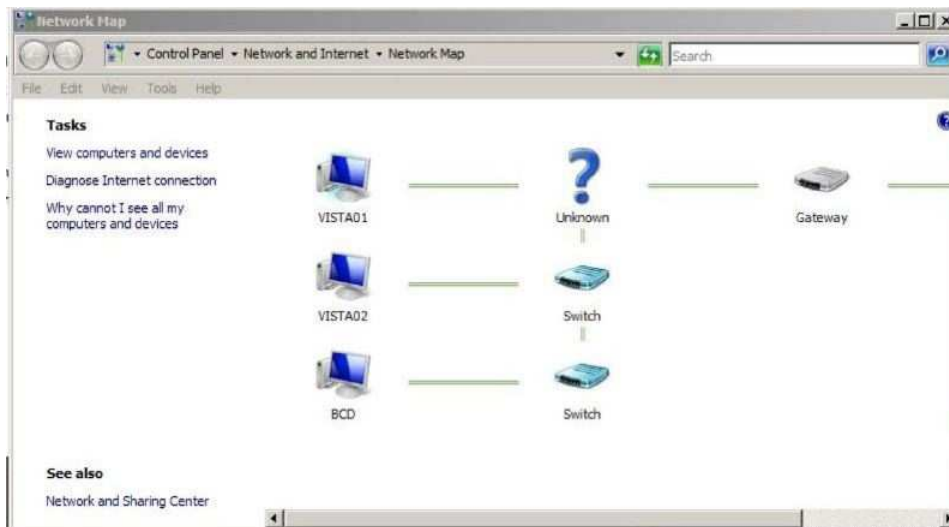 Network Map
Control Panel Network and Internet Network Map
Search
File Edit View Tools Help
Tasks
View computers and devices
Diagnose Internet connection
Why cannot I see all my
computers and devices
VISTA01
Unknown
Gateway
VISTA02
Switch
BCD
Switch
See also
Network and Sharing Center